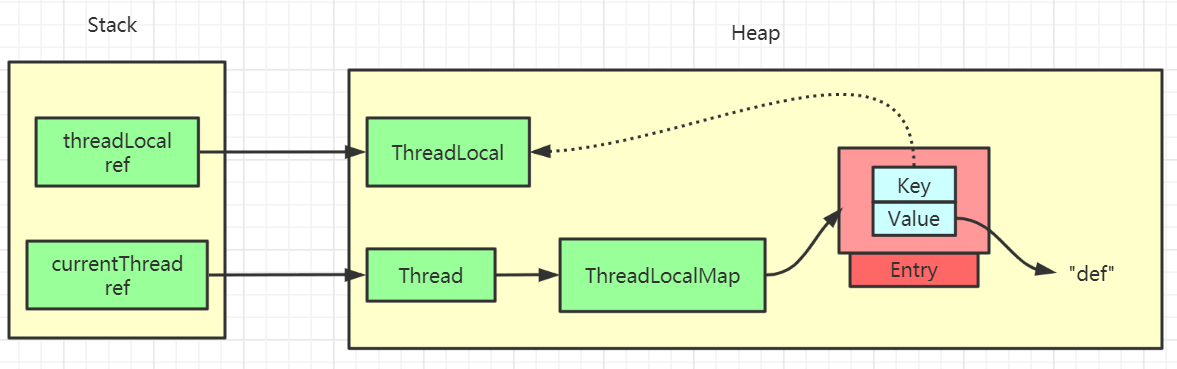 Stack
Heap
threadLocal
ref
ThreadLocal
Key
Value
currentThread
ref
Thread
ThreadLocalMap
Entry
"def"